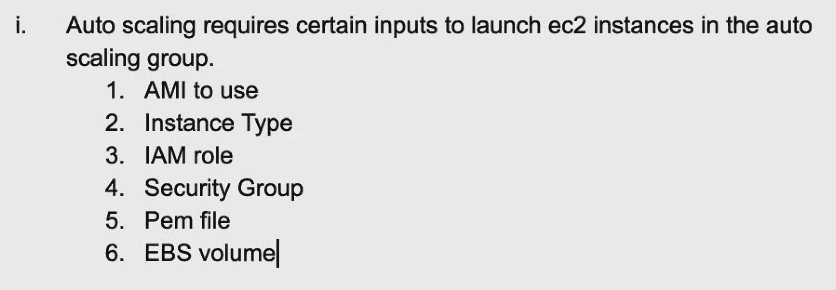 i. Auto scaling requires certain inputs to launch ec2 instances in the auto
scaling group.
1. AMI to use
2. Instance Type
3. IAM role
4. Security Group
5. Pem file
6. EBS volume